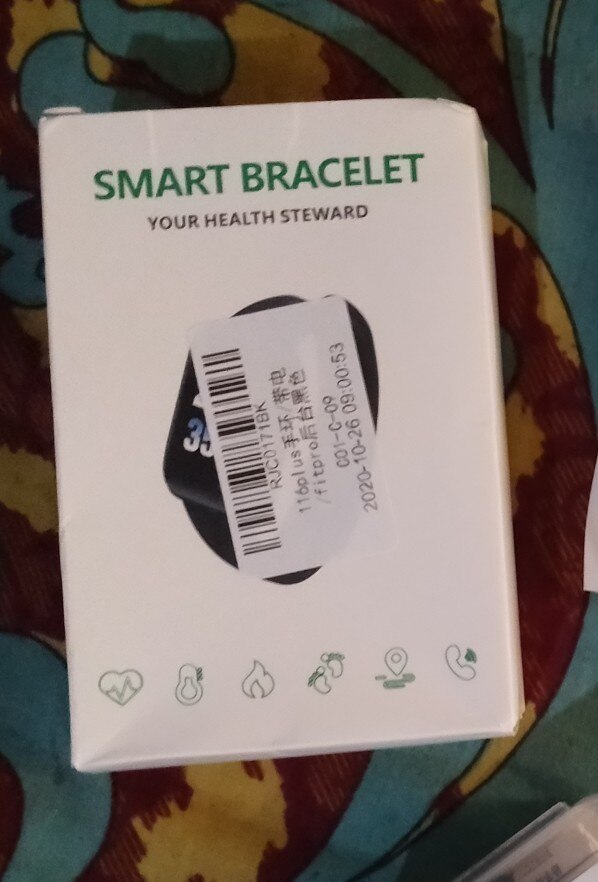 SMART BRACELET
YOUR HEALTH STEWARD
RJC0171BK
116plus手环/带电
/fitpro后台黑色
C01-C-09
2020-10-26 09:00:53